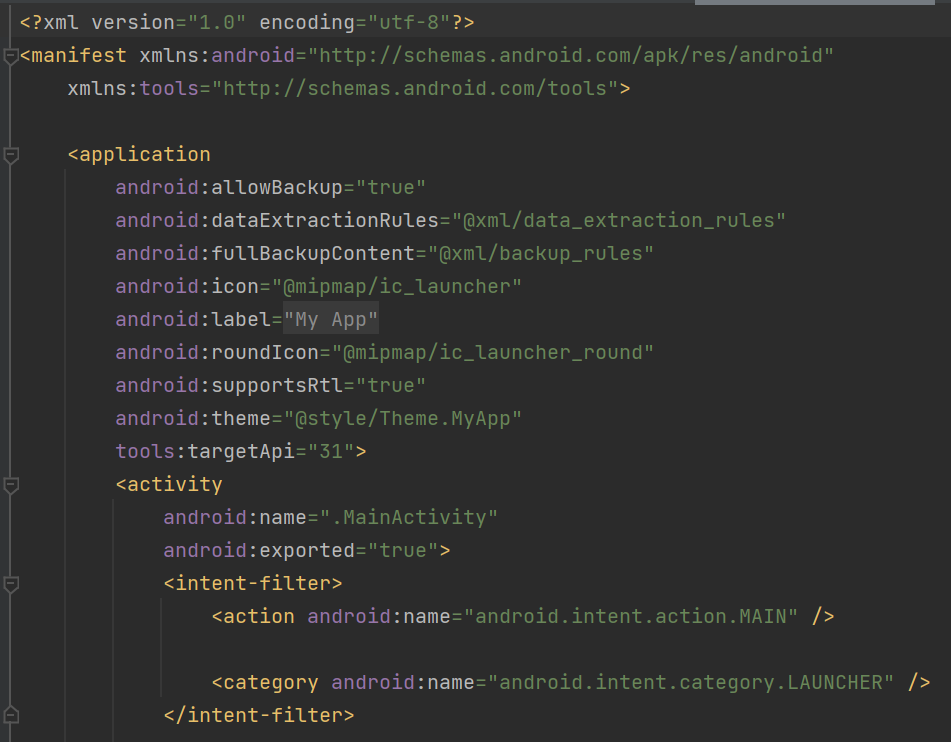 <?xml version="1.0" encoding="utf-8"?>
<manifest xmlns:android="http://schemas.android.com/apk/res/android"
    xmlns:tools="http://schemas.android.com/tools">

    <application
        android:allowBackup="true"
        android:dataExtractionRules="@xml/data_extraction_rules"
        android:fullBackupContent="@xml/backup_rules"
        android:icon="@mipmap/ic_launcher"
        android:label="My App"
        android:roundIcon="@mipmap/ic_launcher_round"
        android:supportsRtl="true"
        android:theme="@style/Theme.MyApp"
        tools:targetApi="31">
        <activity
            android:name=".MainActivity"
            android:exported="true">
            <intent-filter>
                <action android:name="android.intent.action.MAIN" />

                <category android:name="android.intent.category.LAUNCHER" />
            </intent-filter>